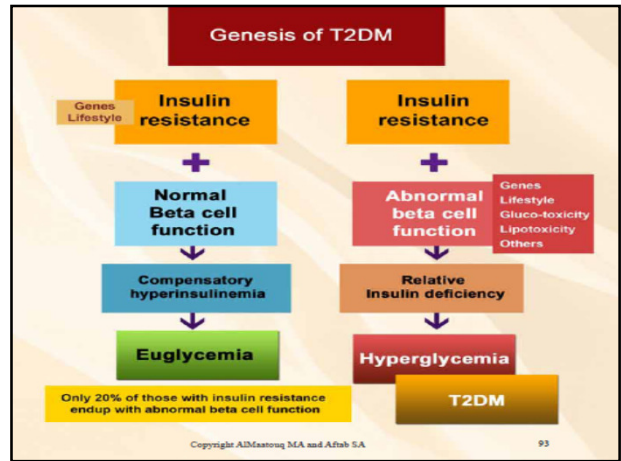 Genesis of T2DM
Genes
Lifestyle
Insulin
resistance
+
Normal
Beta cell
function
Compensatory
hyperinsulinemia
Euglycemia
Only 20% of those with insulin resistance
endup with abnormal beta cell function
Insulin
resistance
+
Abnormal
beta cell
function
Genes
Lifestyle
Gluco-toxicity
Lipotoxicity
Others
Relative
Insulin deficiency
Hyperglycemia
T2DM
Copyright AlMaatouq MA and Aftab SA
93